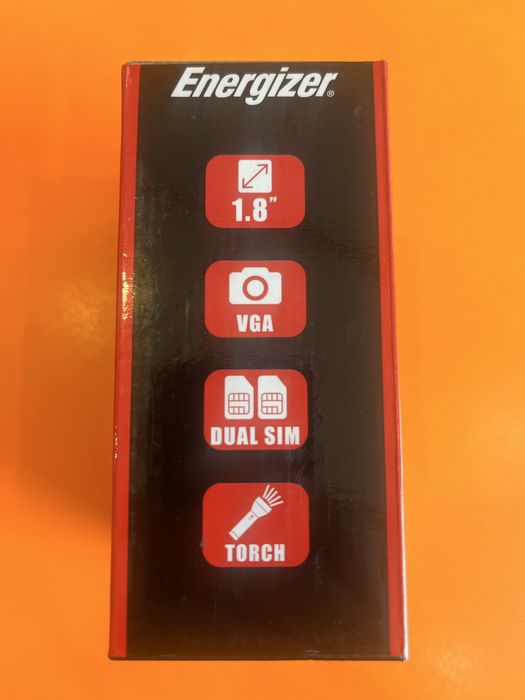 Energizer®
1.8"
VGA
DUAL SIM
TORCH